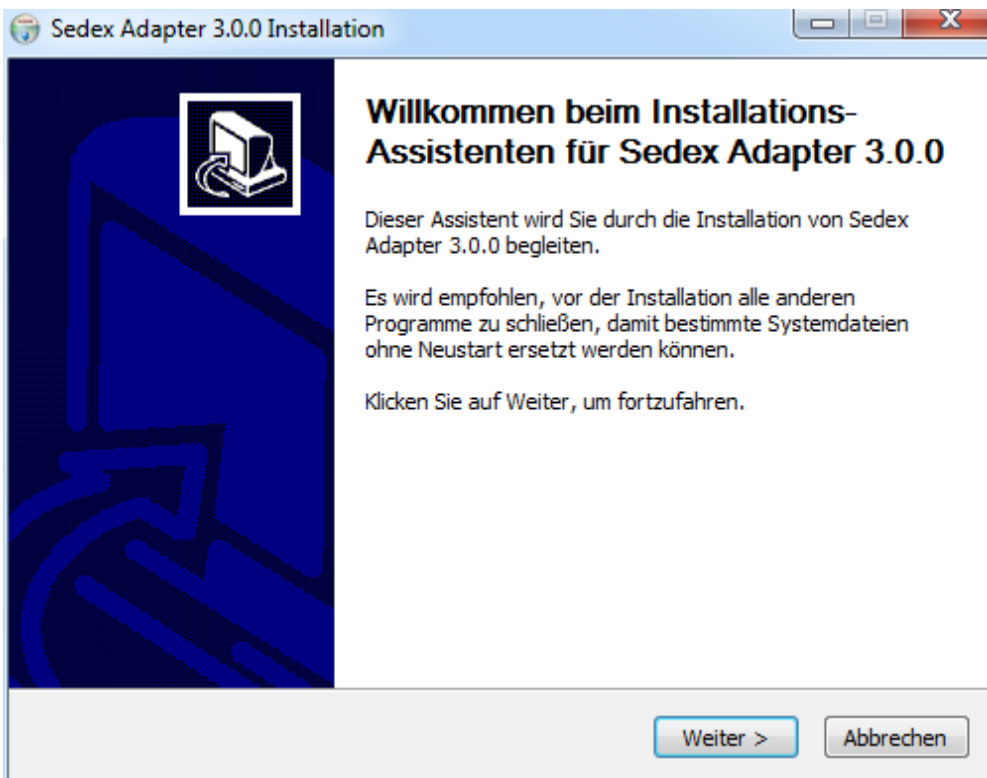 Sedex Adapter 3.0.0 Installation
Willkommen beim Installations-
Assistenten für Sedex Adapter 3.0.0
Dieser Assistent wird Sie durch die Installation von Sedex
Adapter 3.0.0 begleiten.
Es wird empfohlen, vor der Installation alle anderen
Programme zu schließen, damit bestimmte Systemdateien
ohne Neustart ersetzt werden können.
Klicken Sie auf Weiter, um fortzufahren.
Weiter >
Abbrechen